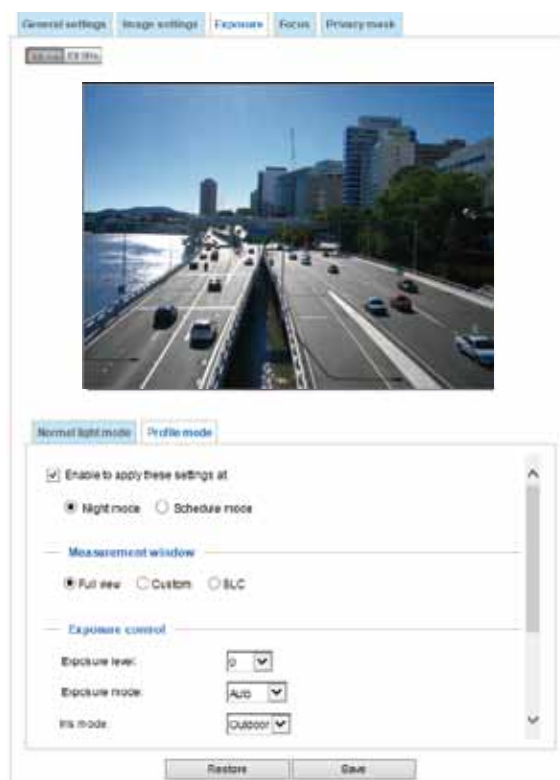 General settings Image settings Exposure Focus Privacy mask
Normal light mode Profile mode
Enable to apply these settings at
Night mode Schedule mode
Measurement window
Full view Custom BLC
Exposure control
Exposure level: 0
Exposure mode: Auto
Iris mode: Outdoor
Restore Save